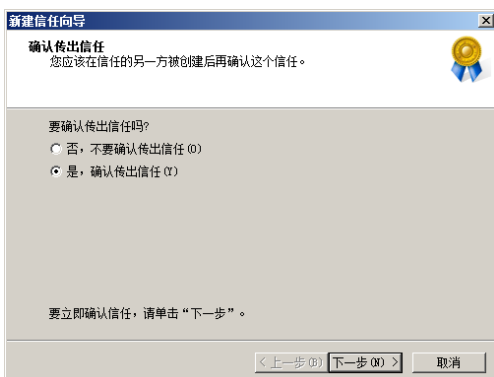 新建信任向导
确认传出信任
您应该在信任的另一方被创建后再确认这个信任。
要确认传出信任吗?
否，不要确认传出信任(O)
是，确认传出信任(Y)
要立即确认信任，请单击“下一步”。
< 上一步(B) 下一步(N) > 取消